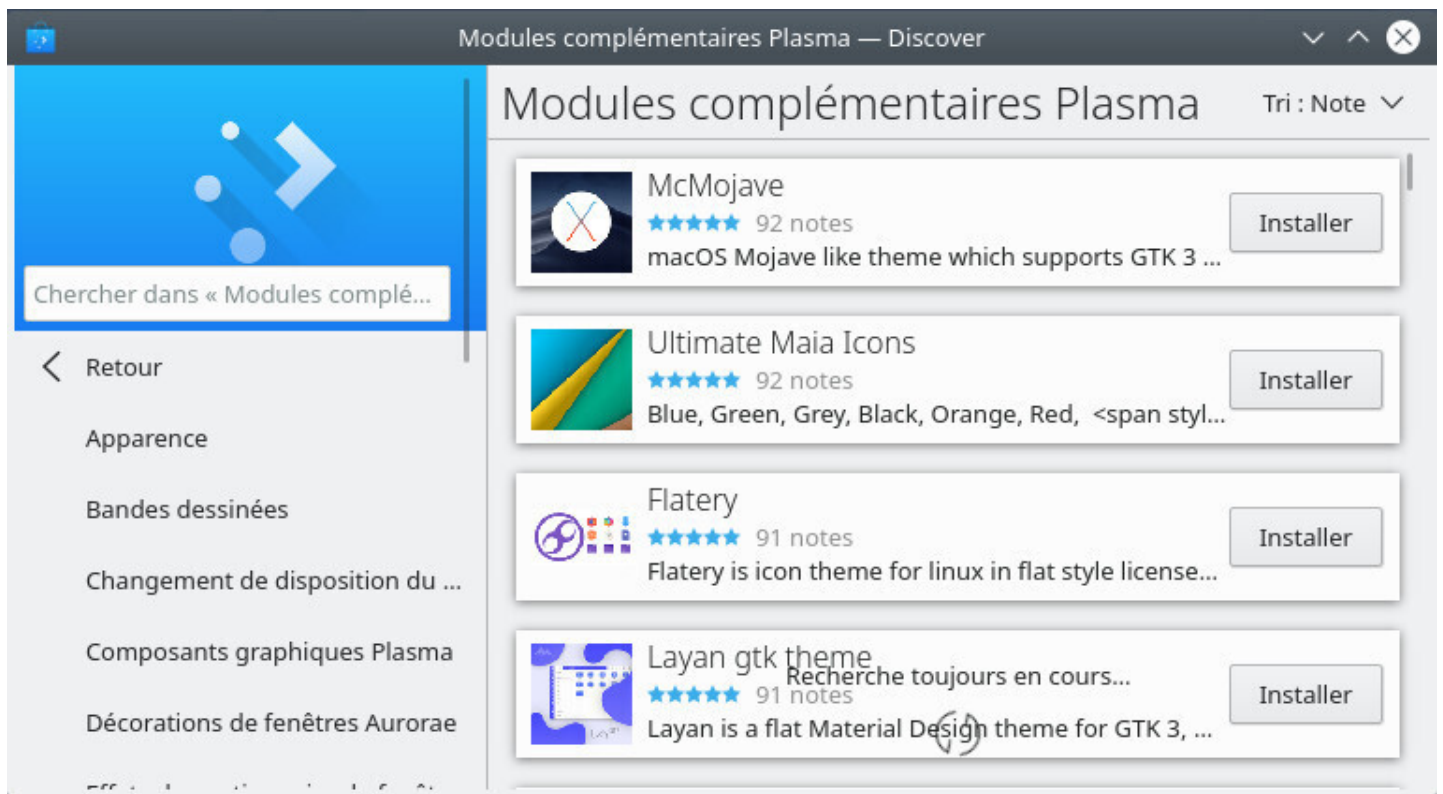 Modules complémentaires Plasma — Discover
Chercher dans « Modules complé...
Retour
Apparence
Bandes dessinées
Changement de disposition du ...
Composants graphiques Plasma
Décorations de fenêtres Aurorae
Modules complémentaires Plasma
Tri : Note
McMojave
92 notes
macOS Mojave like theme which supports GTK 3 ...
Installer
Ultimate Maia Icons
92 notes
Blue, Green, Grey, Black, Orange, Red, <span styl...
Installer
Flatery
91 notes
Flatery is icon theme for linux in flat style license...
Installer
Layan gtk theme
Recherche toujours en cours...
91 notes
Layan is a flat Material Design theme for GTK 3, ...
Installer